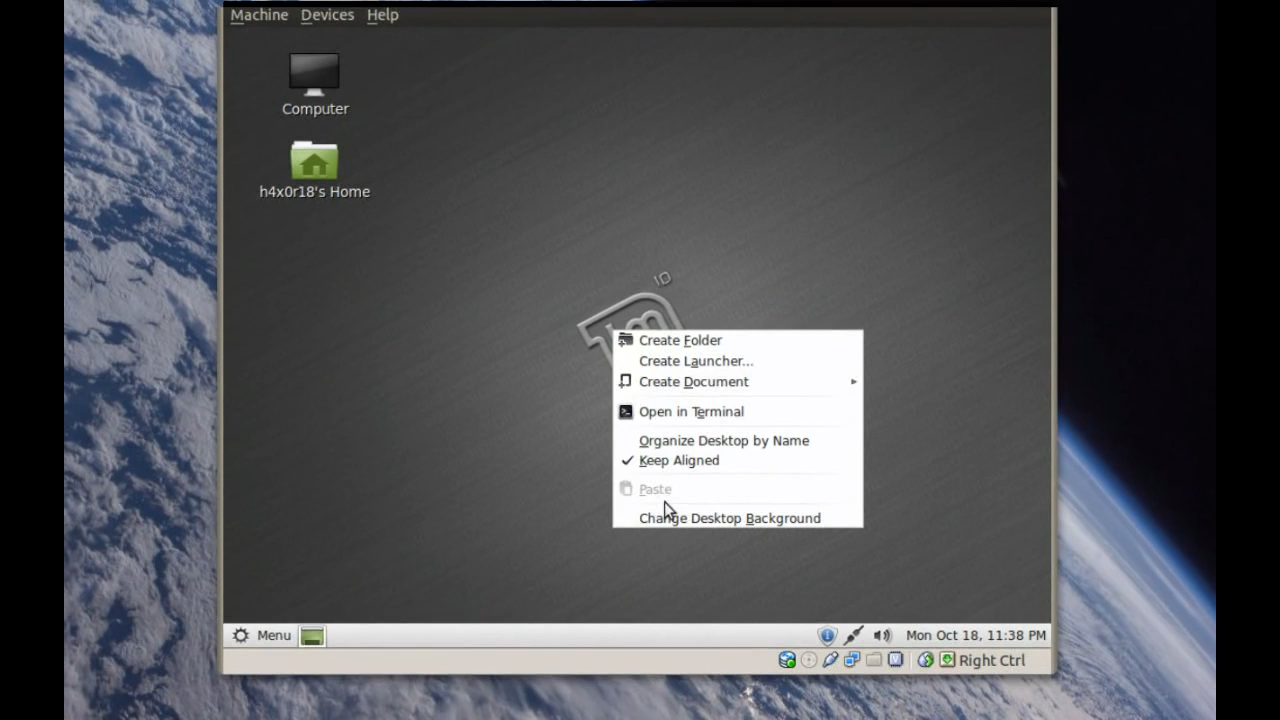 Machine Devices Help
Computer
h4x0r18's Home
Create Folder
Create Launcher...
Create Document
Open in Terminal
Organize Desktop by Name
Keep Aligned
Paste
Change Desktop Background
Menu
Mon Oct 18, 11:38 PM
Right Ctrl